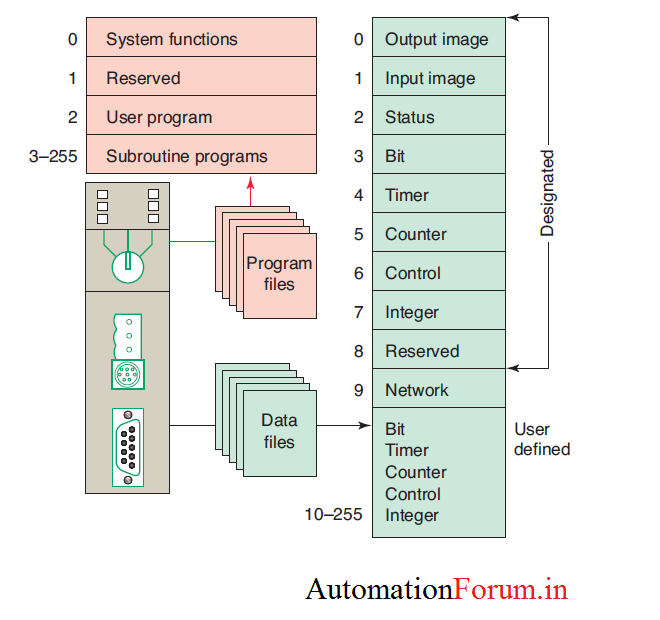 0 System functions
1 Reserved
2 User program
3–255 Subroutine programs
Program
files
Data
files
0 Output image
1 Input image
2 Status
3 Bit
4 Timer
5 Counter
6 Control
7 Integer
8 Reserved
9 Network
Bit
Timer
Counter
Control
10–255 Integer
Designated
User
defined
AutomationForum.in